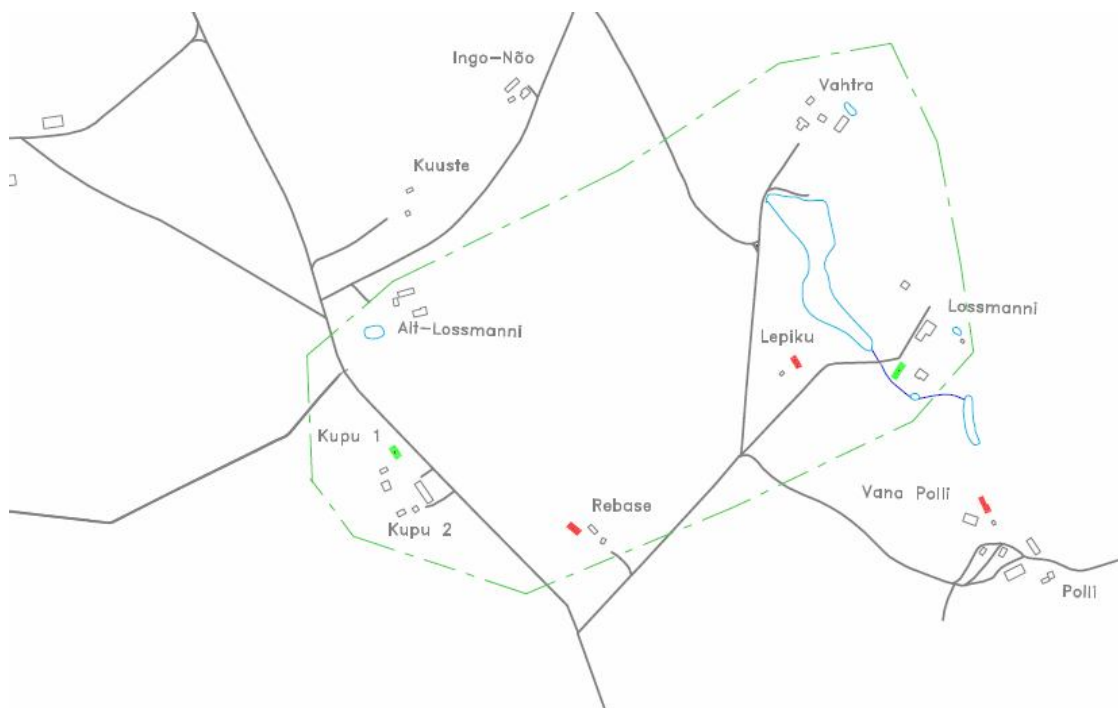 Ingo-Nõo
Vahtra
Kuuste
Lossmanni
Alt-Lossmanni
Lepiku
Kupu 1
Vana Polli
Rebase
Kupu 2
Polli